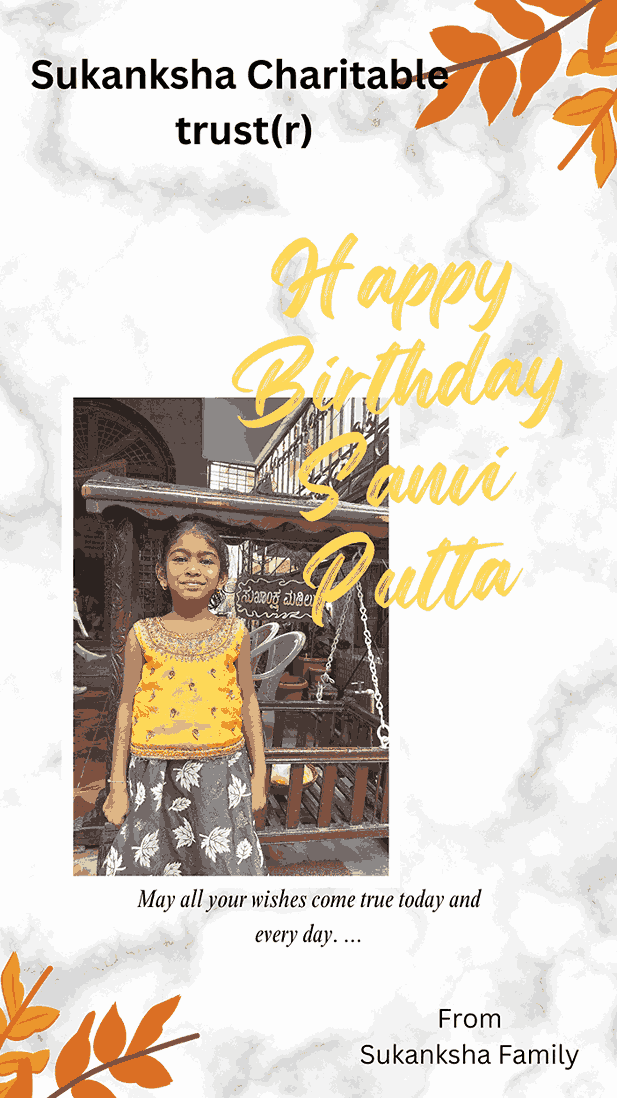 Sukanksha Charitable
trust(r)
Happy
Birthday
Sanvi
Putta
ಸುಖಾಂಕ್ಷ ಮಡಿಲು
May all your wishes come true today and
every day. ...
From
Sukanksha Family